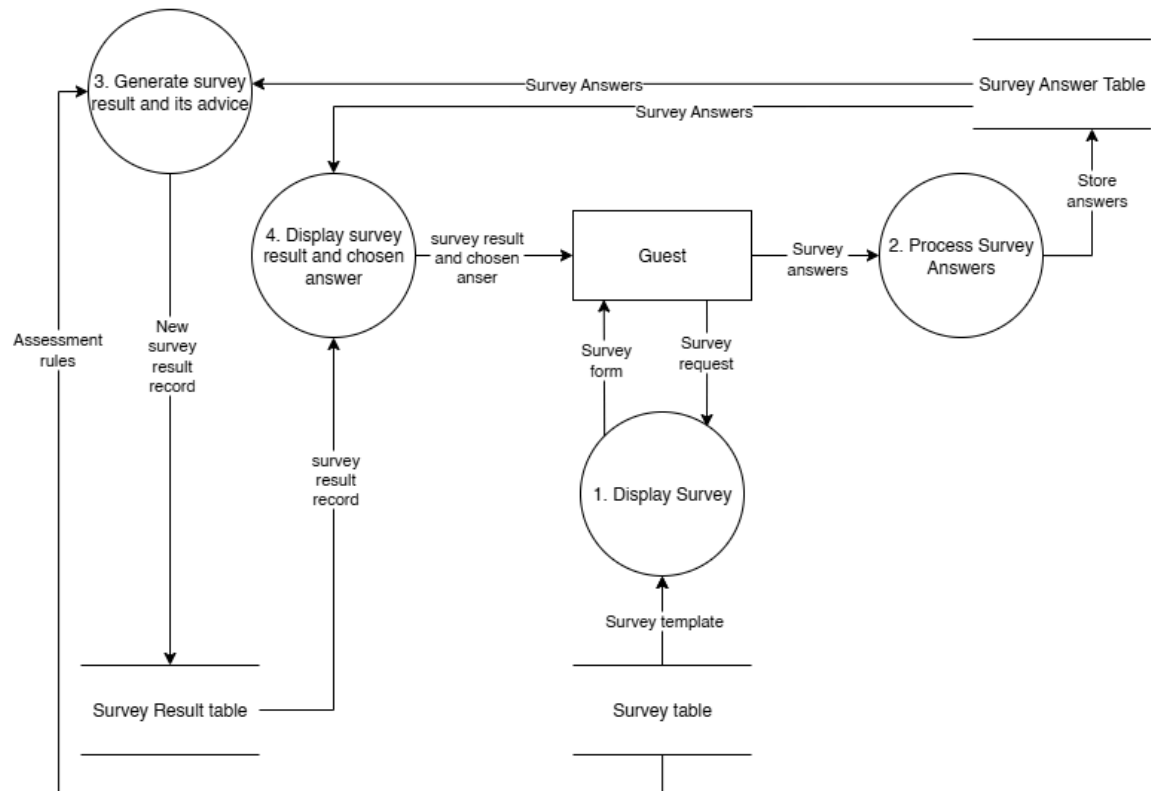 3. Generate survey
result and its advice
Survey Answers
Survey Answer Table
Survey Answers
Store
answers
4. Display survey
result and chosen
answer
survey result
and chosen
anser
Guest
Survey
answers
2. Process Survey
Answers
Assessment
rules
New
survey
result
record
Survey
form
Survey
request
survey
result
record
1. Display Survey
Survey template
Survey Result table
Survey table